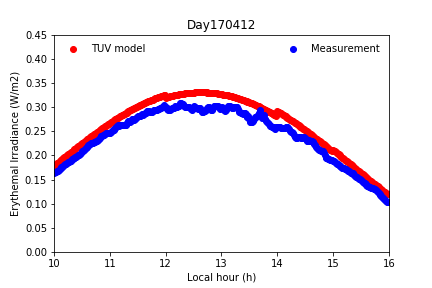 Day170412
TUV model
Measurement
Erythemal Irradiance (W/m2)
0.45
0.40
0.35
0.30
0.25
0.20
0.15
0.10
0.05
0.00
10 11 12 13 14 15 16
Local hour (h)